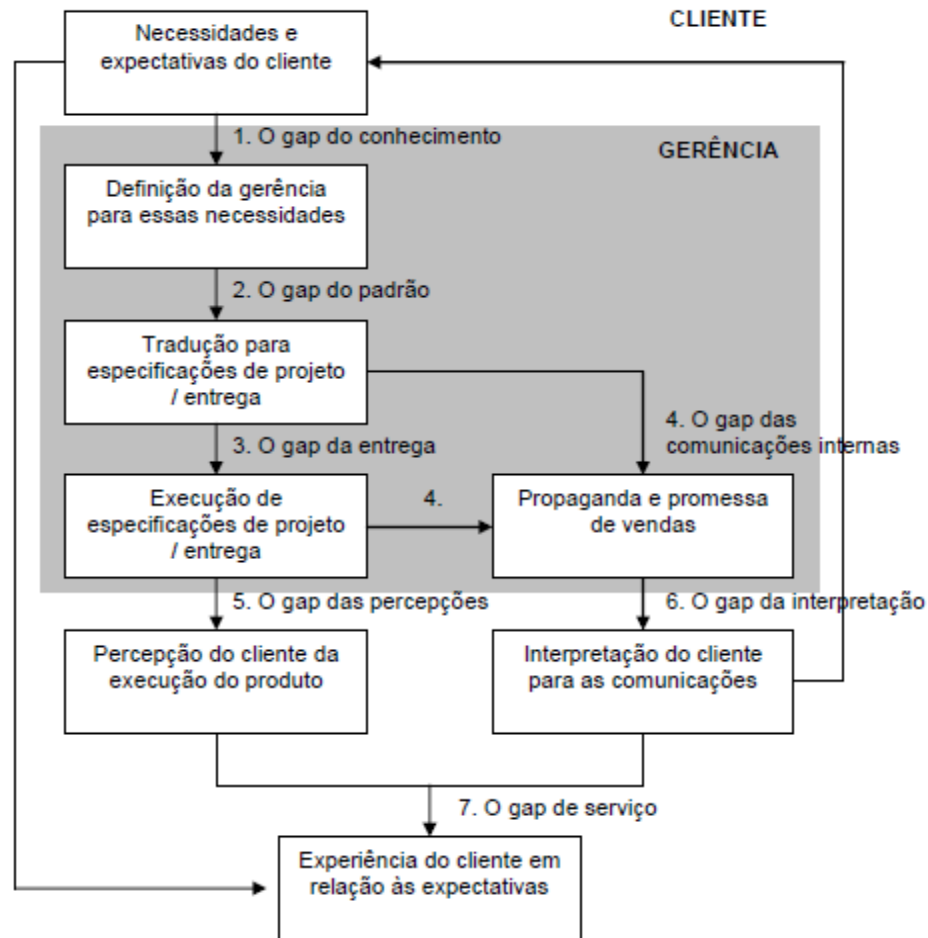 CLIENTE
Necessidades e
expectativas do cliente
1. O gap do conhecimento
GERÊNCIA
Definição da gerência
para essas necessidades
2. O gap do padrão
Tradução para
especificações de projeto
/ entrega
4. O gap das
comunicações internas
3. O gap da entrega
Execução de
especificações de projeto
/ entrega
4.
Propaganda e promessa
de vendas
5. O gap das percepções
6. O gap da interpretação
Percepção do cliente da
execução do produto
Interpretação do cliente
para as comunicações
7. O gap de serviço
Experiência do cliente em
relação às expectativas